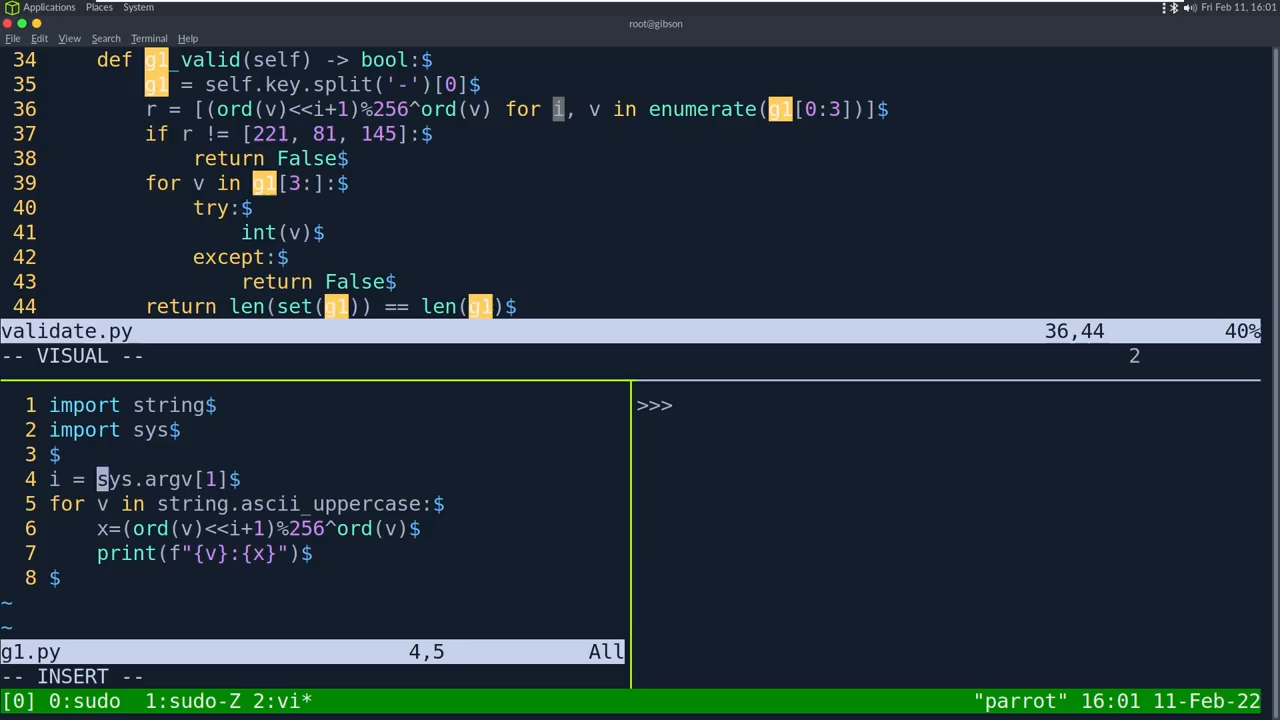 Applications Places System Fri Feb 11, 16:01
root@gibson
File Edit View Search Terminal Help
34     def g1_valid(self) -> bool:$
35         g1 = self.key.split('-')[0]$
36         r = [(ord(v)<<i+1)%256^ord(v) for i, v in enumerate(g1[0:3])]$
37         if r != [221, 81, 145]:$
38             return False$
39         for v in g1[3:]:$
40             try:$
41                 int(v)$
42             except:$
43                 return False$
44         return len(set(g1)) == len(g1)$
validate.py 36,44 40%
-- VISUAL -- 2
1 import string$
2 import sys$
3 $
4 i = sys.argv[1]$
5 for v in string.ascii_uppercase:$
6     x=(ord(v)<<i+1)%256^ord(v)$
7     print(f"{v}:{x}")$
8 $
~
~
g1.py 4,5 All
-- INSERT --
>>>
[0] 0:sudo  1:sudo-Z 2:vi* "parrot" 16:01 11-Feb-22